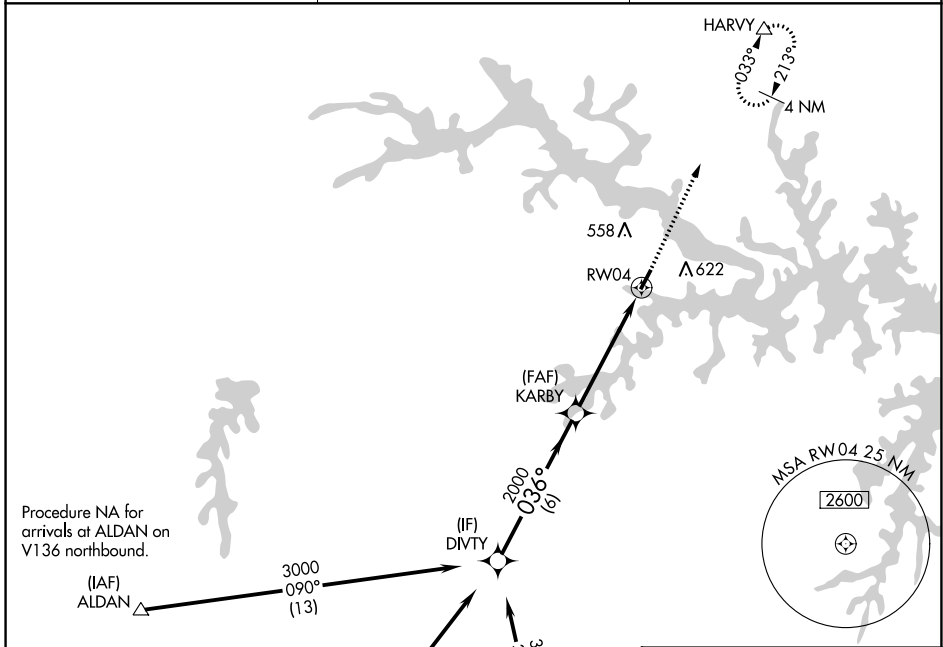 HARVY
033°
213°
4 NM
558
RW04
622
(FAF)
KARBY
MSA RW04 25 NM
2600
2000
036°
(6)
Procedure NA for
arrivals at ALDAN on
V136 northbound.
(IF)
DIVTY
(IAF)
ALDAN
3000
090°
(13)